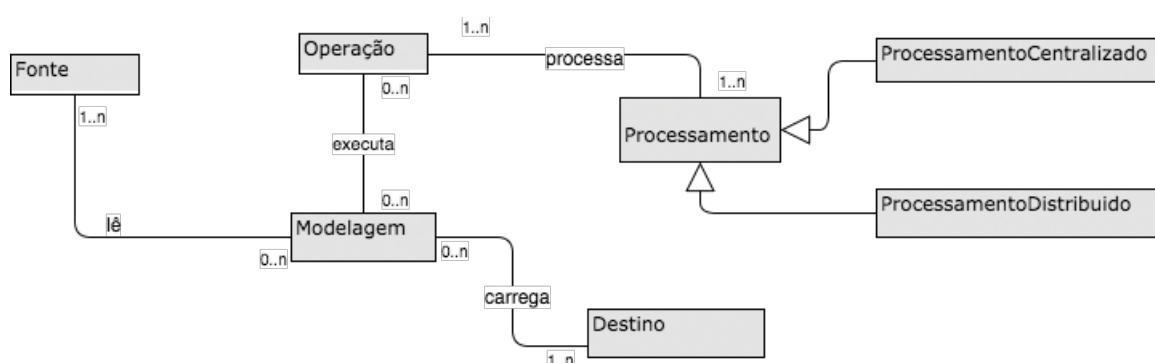 1..n
Operação
processa
ProcessamentoCentralizado
Fonte
0..n
1..n
1..n
Processamento
executa
0..n
ProcessamentoDistribuido
lê
Modelagem
0..n
0..n
carrega
Destino
1..n